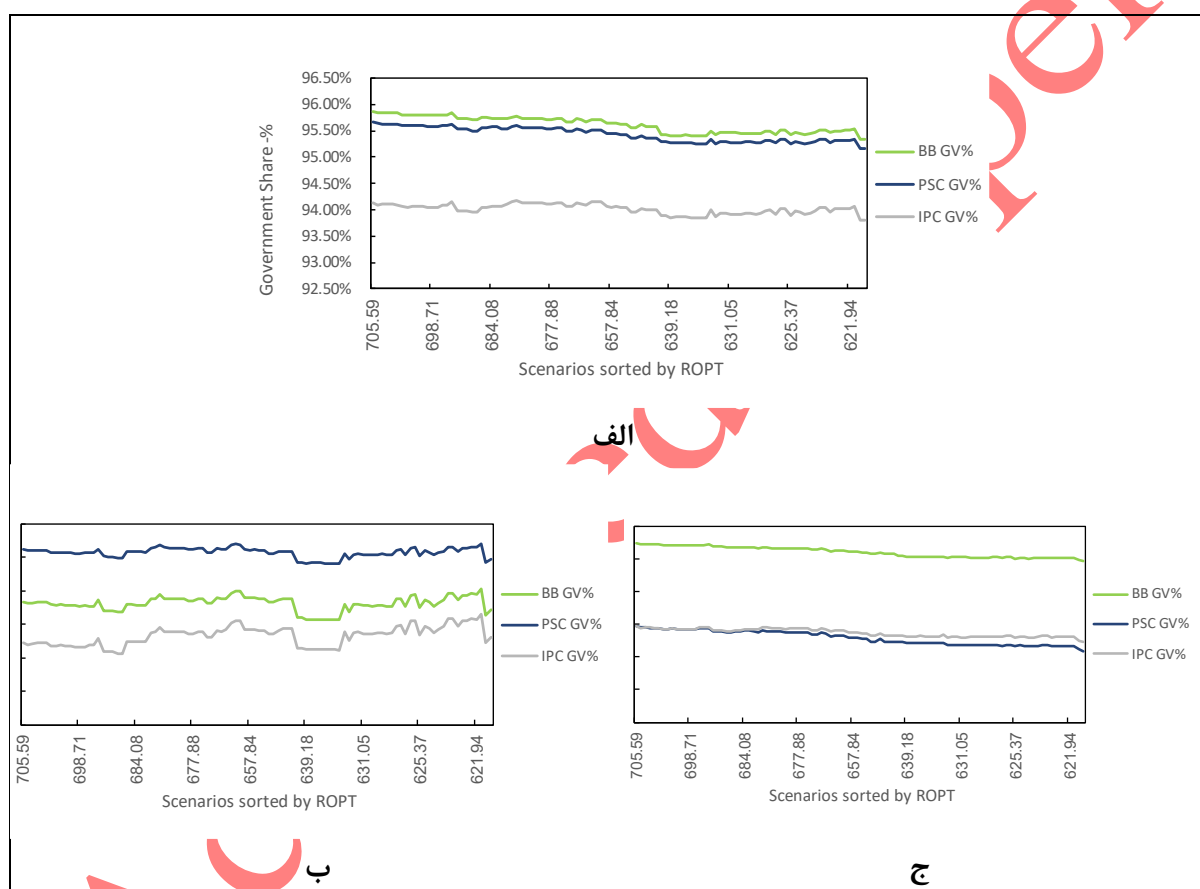 96.50%
96.00%
95.50%
95.00%
94.50%
94.00%
93.50%
93.00%
92.50%
Government Share -%
705.59
698.71
684.08
677.88
657.84
639.18
631.05
625.37
621.94
Scenarios sorted by ROPT
BB GV%
PSC GV%
IPC GV%
الف
705.59
698.71
684.08
677.88
657.84
639.18
631.05
625.37
621.94
Scenarios sorted by ROPT
BB GV%
PSC GV%
IPC GV%
ب
705.59
698.71
684.08
677.88
657.84
639.18
631.05
625.37
621.94
Scenarios sorted by ROPT
BB GV%
PSC GV%
IPC GV%
ج